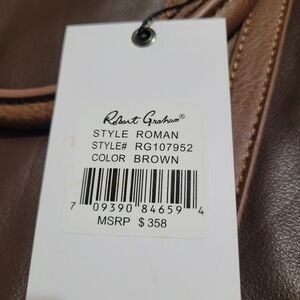 Robert Graham®
STYLE ROMAN
STYLE# RG107952
COLOR BROWN
7 09390 84659 4
MSRP $ 358